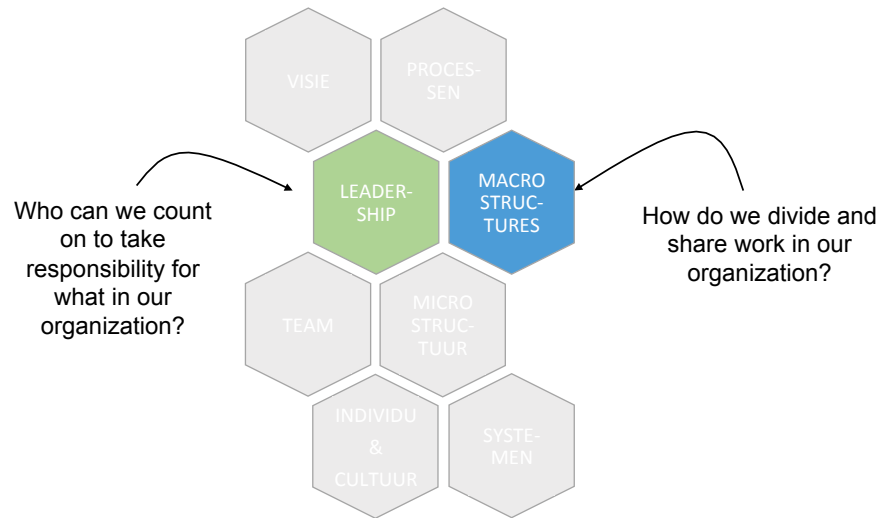 VISIE
PROCES-
SEN
LEADER-
SHIP
MACRO
STRUC-
TURES
Who can we count
on to take
responsibility for
what in our
organization?
How do we divide and
share work in our
organization?
TEAM
MICRO
STRUC-
TUUR
INDIVIDU
&
CULTUUR
SYSTE-
MEN